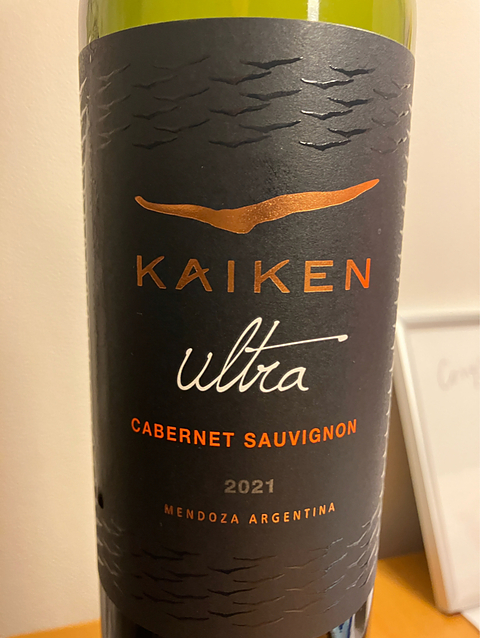 KAIKEN
ultra
CABERNET SAUVIGNON
2021
MENDOZA ARGENTINA